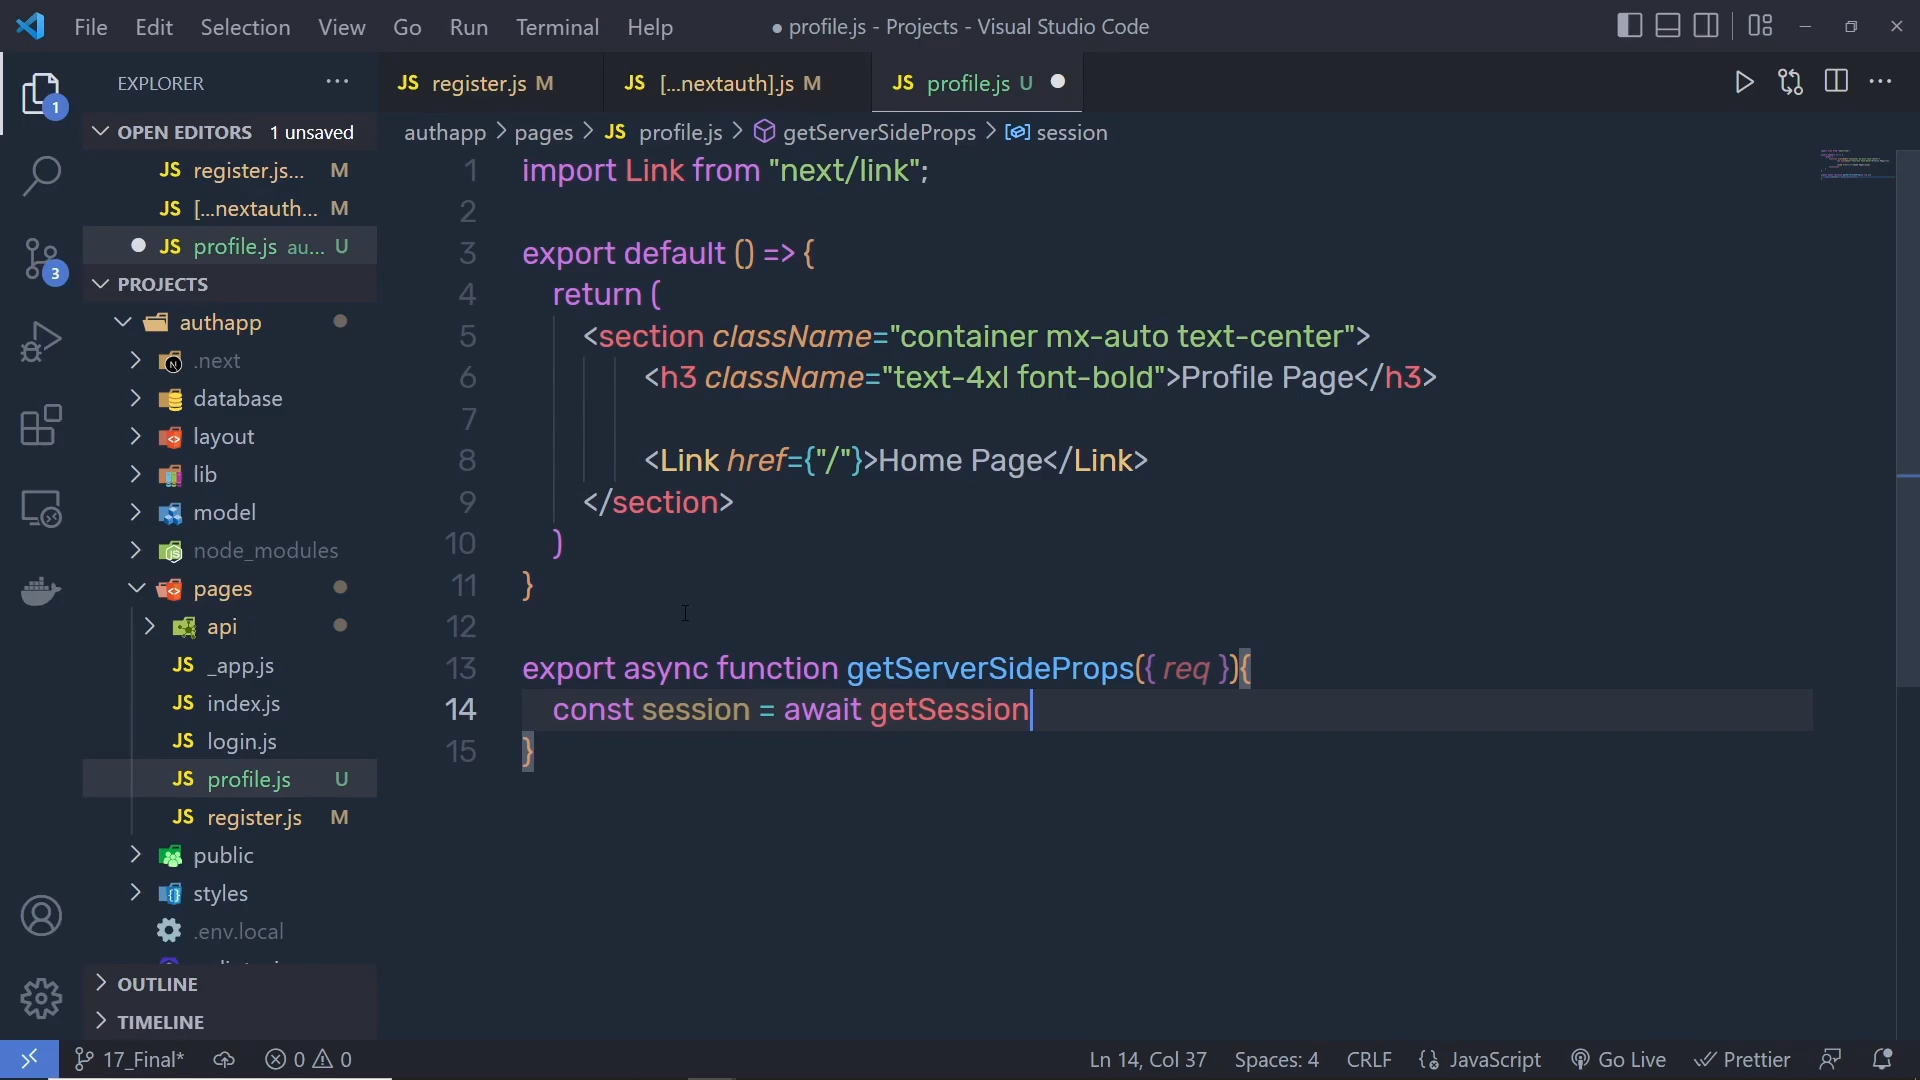 File Edit Selection View Go Run Terminal Help
● profile.js - Projects - Visual Studio Code
EXPLORER
1
OPEN EDITORS 1 unsaved
JS register.js... M
JS [...nextauth... M
JS profile.js au... U
3
PROJECTS
authapp
.next
database
layout
lib
model
node_modules
pages
api
JS _app.js
JS index.js
JS login.js
JS profile.js U
JS register.js M
public
styles
.env.local
OUTLINE
TIMELINE
JS register.js M
JS [...nextauth].js M
JS profile.js U
authapp > pages > JS profile.js > getServerSideProps > session
1 import Link from "next/link";
2
3 export default () => {
4 return (
5 <section className="container mx-auto text-center">
6 <h3 className="text-4xl font-bold">Profile Page</h3>
7
8 <Link href={"/"}>Home Page</Link>
9 </section>
10 )
11 }
12
13 export async function getServerSideProps({ req }){
14 const session = await getSession
15 }
17_Final* 0 0
Ln 14, Col 37 Spaces: 4 CRLF JavaScript Go Live Prettier